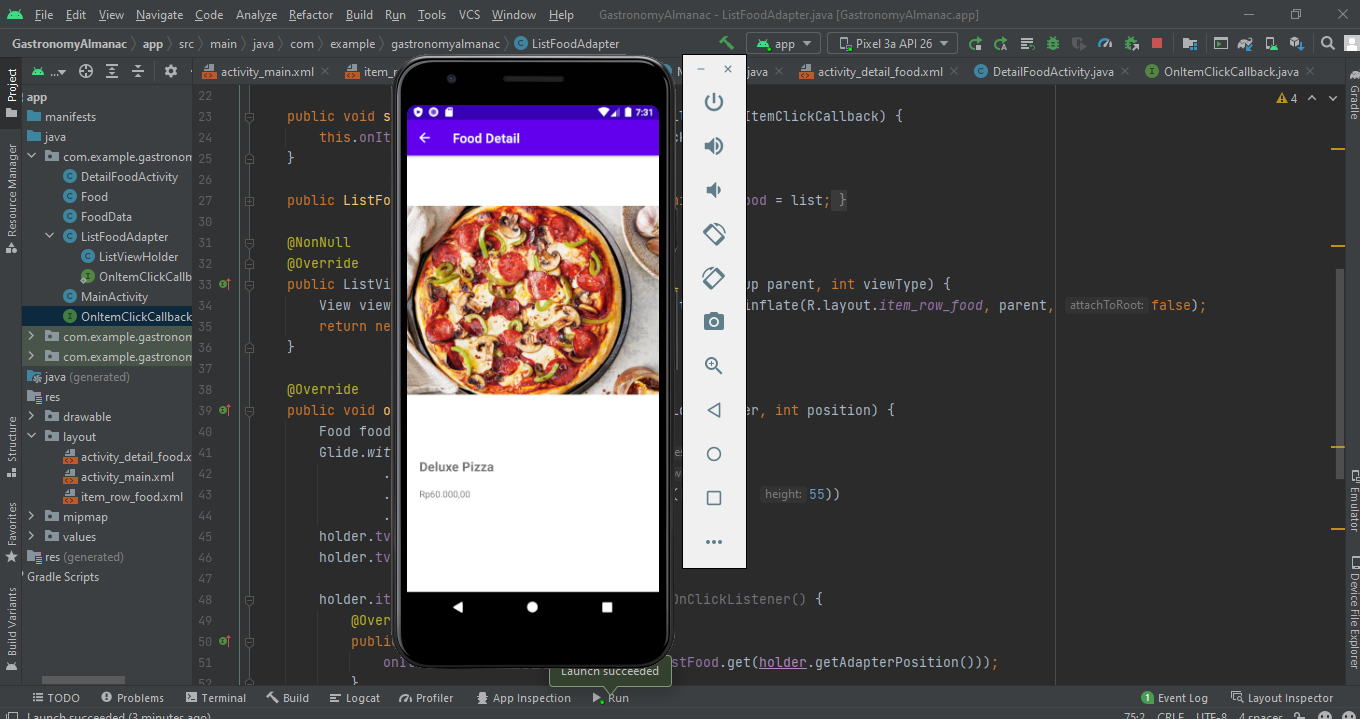 File Edit View Navigate Code Analyze Refactor Build Run Tools VCS Window Help GastronomyAlmanac - ListFoodAdapter.java [GastronomyAlmanac.app]
GastronomyAlmanac app src main java com example gastronomyalmanac ListFoodAdapter app Pixel 3a API 26
... activity_main.xml item_ro java activity_detail_food.xml DetailFoodActivity.java OnItemClickCallback.java
Project
Resource Manager
Structure
Favorites
Build Variants
app
manifests
java
com.example.gastronom
DetailFoodActivity
Food
FoodData
ListFoodAdapter
ListViewHolder
OnItemClickCallb
MainActivity
OnItemClickCallback
com.example.gastronom
com.example.gastronom
java (generated)
res
drawable
layout
activity_detail_food.x
activity_main.xml
item_row_food.xml
mipmap
values
res (generated)
Gradle Scripts
4
22
23 public void s temClickCallback) {
24 this.onIt
25 }
26
27 public ListFo ood = list; }
30
31 @NonNull
32 @Override
33 public ListVi up parent, int viewType) {
34 View view inflate(R.layout.item_row_food, parent, attachToRoot: false);
35 return ne
36 }
37
38 @Override
39 public void o er, int position) {
40 Food food
41 Glide.wit
42 .
43 . ( height: 55))
44 .
45 holder.tv
46 holder.tv
47
48 holder.it OnClickListener() {
49 @Over
50 public
51 onIt stFood.get(holder.getAdapterPosition()));
52 }
7:31
Food Detail
Deluxe Pizza
Rp60.000,00
Gradle
Emulator
Device File Explorer
Launch succeeded
TODO Problems Terminal Build Logcat Profiler App Inspection Run 1 Event Log Layout Inspector
Launch succeeded (3 minutes ago) 75:2 CRLF UTF-8 4 spaces